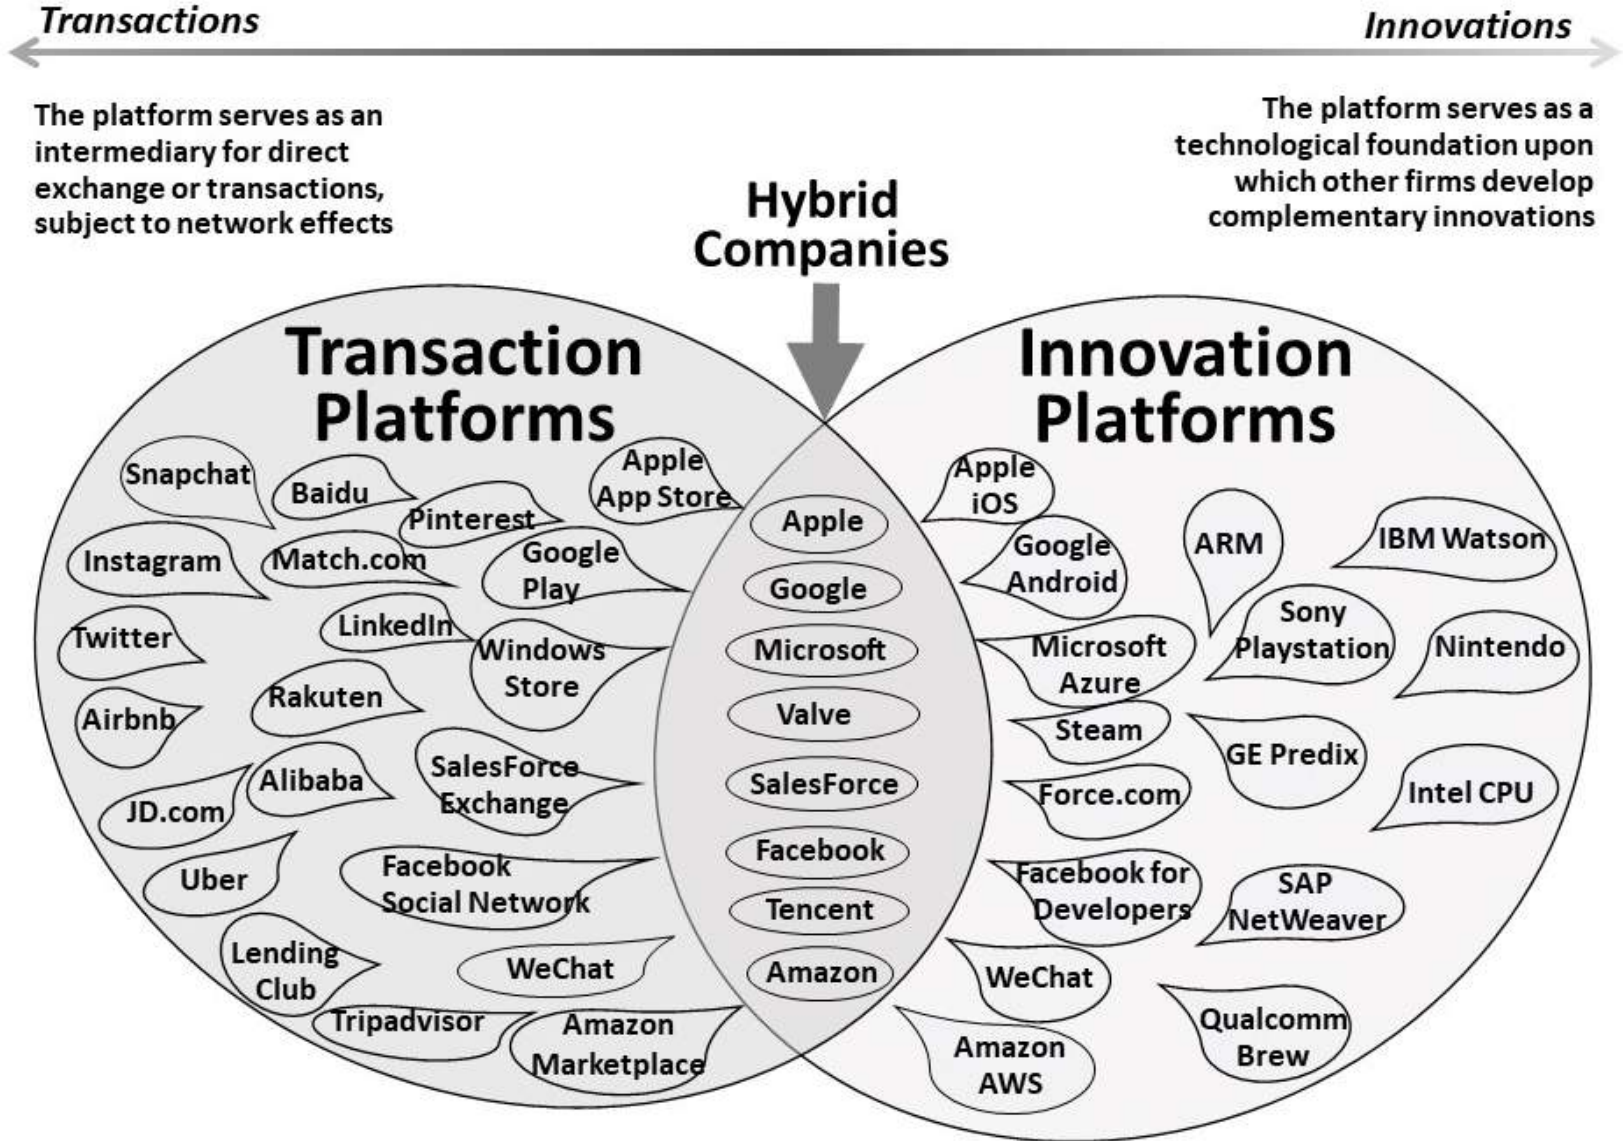 Transactions
Innovations
The platform serves as an
intermediary for direct
exchange or transactions,
subject to network effects
The platform serves as a
technological foundation upon
which other firms develop
complementary innovations
Hybrid
Companies
Transaction
Platforms
Snapchat
Baidu
Pinterest
Apple
App Store
Instagram
Match.com
Google
Play
Twitter
LinkedIn
Windows
Store
Airbnb
Rakuten
JD.com
Alibaba
SalesForce
Exchange
Uber
Facebook
Social Network
Lending
Club
WeChat
Tripadvisor
Amazon
Marketplace
Apple
Google
Microsoft
Valve
SalesForce
Facebook
Tencent
Amazon
Innovation
Platforms
Apple
iOS
Google
Android
ARM
IBM Watson
Microsoft
Azure
Sony
Playstation
Nintendo
Steam
GE Predix
Force.com
Intel CPU
Facebook for
Developers
SAP
NetWeaver
WeChat
Qualcomm
Brew
Amazon
AWS